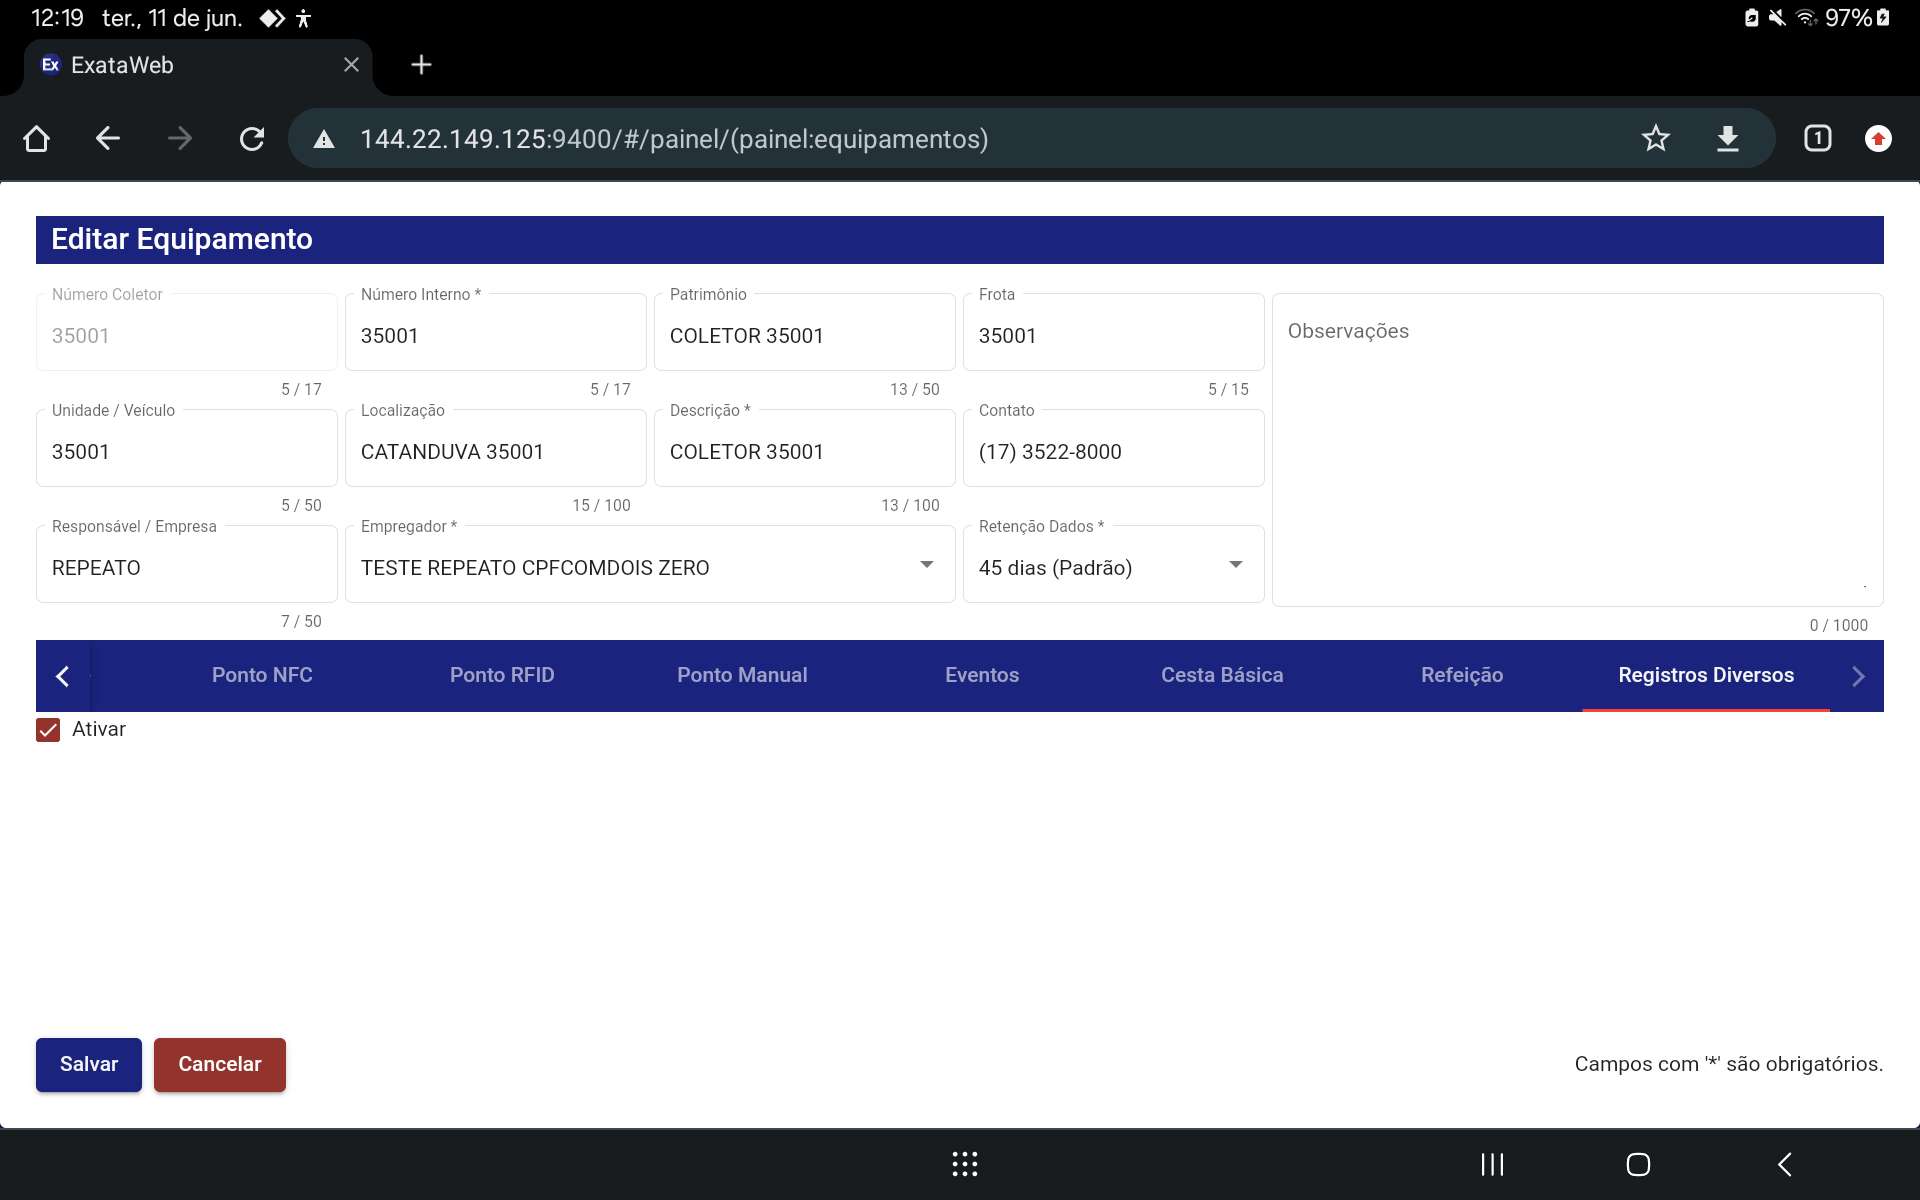 12:19 ter., 11 de jun. 97%
Ex ExataWeb
144.22.149.125:9400/#/painel/(painel:equipamentos) 1
Editar Equipamento
Número Coletor Número Interno * Patrimônio Frota
35001 35001 COLETOR 35001 35001 Observações
5 / 17 5 / 17 13 / 50 5 / 15
Unidade / Veículo Localização Descrição * Contato
35001 CATANDUVA 35001 COLETOR 35001 (17) 3522-8000
5 / 50 15 / 100 13 / 100
Responsável / Empresa Empregador * Retenção Dados *
REPEATO TESTE REPEATO CPFCOMDOIS ZERO 45 dias (Padrão)
7 / 50 0 / 1000
Ponto NFC Ponto RFID Ponto Manual Eventos Cesta Básica Refeição Registros Diversos
Ativar
Salvar Cancelar Campos com '*' são obrigatórios.